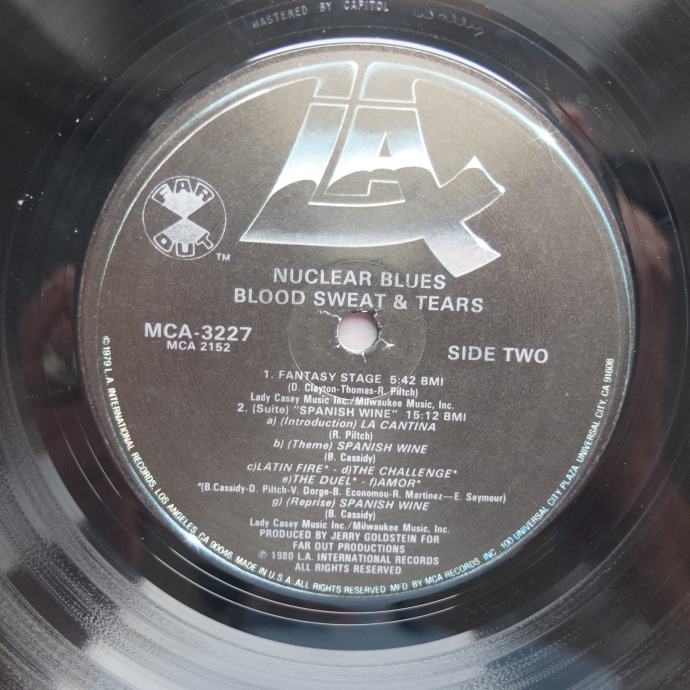 MASTERED BY CAPITOL
LAX
FAR
OUT
TM
NUCLEAR BLUES
BLOOD SWEAT & TEARS
MCA-3227
MCA 2152
SIDE TWO
1. FANTASY STAGE 5:42 BMI
(D. Clayton-Thomas-R. Piltch)
Lady Casey Music Inc./Milwaukee Music, Inc.
2. (Suite) "SPANISH WINE" 15:12 BMI
a) (Introduction) LA CANTINA
(R. Piltch)
b) (Theme) SPANISH WINE
(B. Cassidy)
c)LATIN FIRE* - d)THE CHALLENGE*
e)THE DUEL* - f)AMOR*
*(B.Cassidy-D. Piltch-V. Dorge-B. Economou-R. Martinez—E. Seymour)
g) (Reprise) SPANISH WINE
(B. Cassidy)
Lady Casey Music Inc./Milwaukee Music, Inc.
PRODUCED BY JERRY GOLDSTEIN FOR
FAR OUT PRODUCTIONS
℗ 1980 L.A. INTERNATIONAL RECORDS
ALL RIGHTS RESERVED
© 1979 L.A. INTERNATIONAL RECORDS, LOS ANGELES, CA 90046. MADE IN U.S.A. ALL RIGHTS RESERVED MFD BY MCA RECORDS INC. 100 UNIVERSAL CITY PLAZA, UNIVERSAL CITY, CA 91608